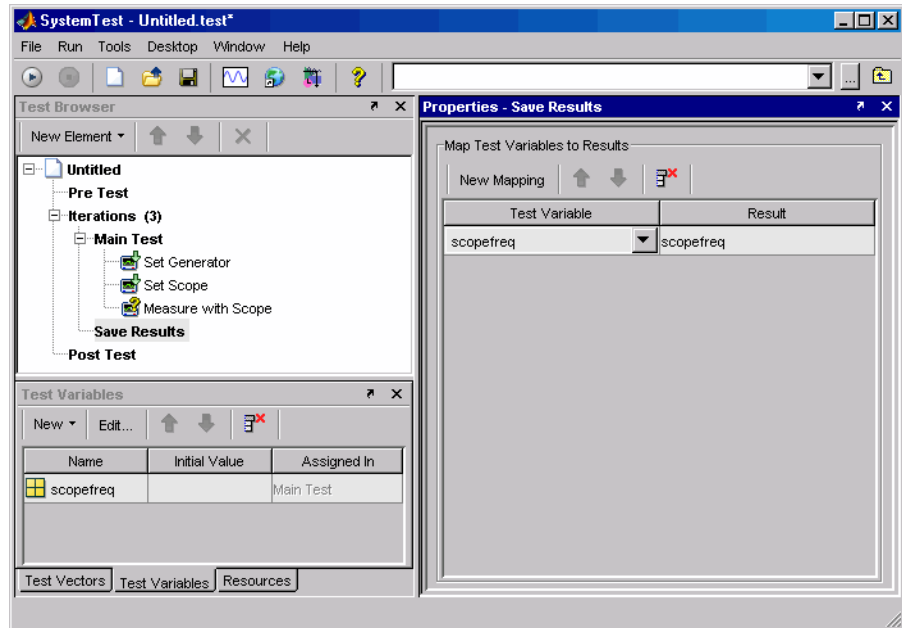 SystemTest - Untitled.test*
File Run Tools Desktop Window Help
Test Browser
New Element
Untitled
Pre Test
Iterations (3)
Main Test
Set Generator
Set Scope
Measure with Scope
Save Results
Post Test
Test Variables
New Edit...
Name Initial Value Assigned In
scopefreq Main Test
Test Vectors Test Variables Resources
Properties - Save Results
Map Test Variables to Results
New Mapping
Test Variable Result
scopefreq scopefreq